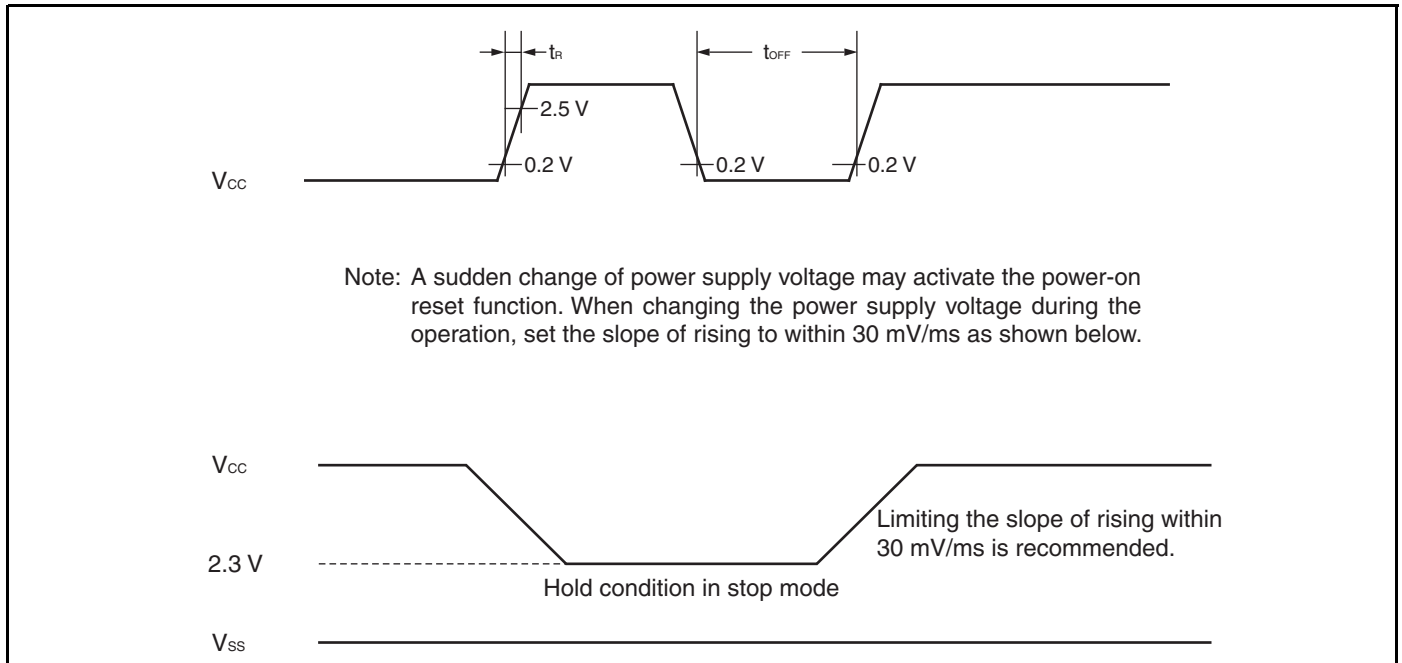 tR
tOFF
2.5 V
0.2 V
0.2 V
0.2 V
VCC
Note: A sudden change of power supply voltage may activate the power-on
reset function. When changing the power supply voltage during the
operation, set the slope of rising to within 30 mV/ms as shown below.
VCC
Limiting the slope of rising within
30 mV/ms is recommended.
2.3 V
Hold condition in stop mode
VSS